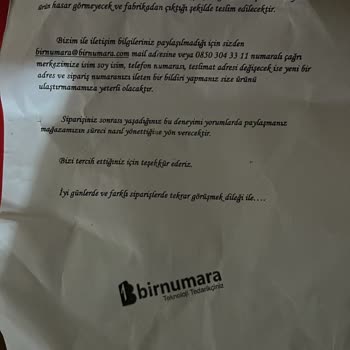 ürün hasar görmeyecek ve fabrikadan çıktığı şekilde teslim edilecektir.
Bizim ile iletişim bilgileriniz paylaşılmadığı için sizden
birnumara@birnumara.com mail adresine veya 0850 304 33 11 numaralı çağrı
merkezimize isim soy isim, telefon numarası, teslimat adresi değişecek ise yeni bir
adres ve sipariş numaranızı ileten bir bildiri yapmanız size ürünü
ulaştırmamamıza yeterli olacaktır.
Siparişiniz sonrası yaşadığınız bu deneyimi yorumlarda paylaşmanız
mağazamızın süreci nasıl yönettiğine yön verecektir.
Bizi tercih ettiğiniz için teşekkür ederiz.
İyi günlerde ve farklı siparişlerde tekrar görüşmek dileği ile....
birnumara
Teknoloji Tedarikçiniz